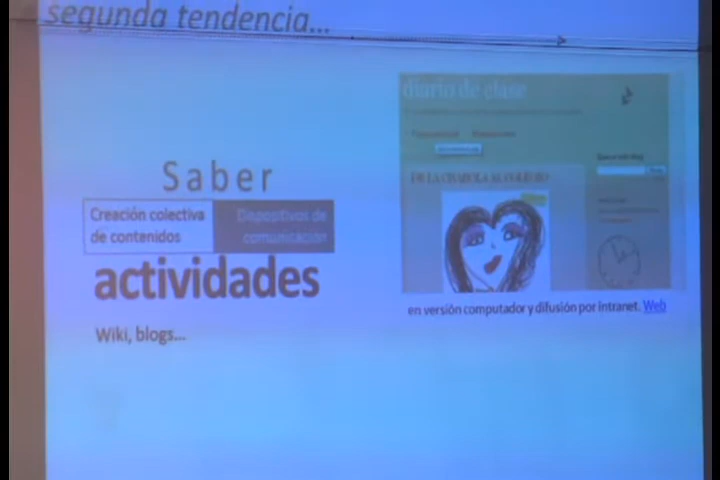 segunda tendencia...
Saber
Creación colectiva
de contenidos
Dispositivos de
comunicación
actividades
Wiki, blogs...
diario de clase
en versión computador y difusión por intranet. Web